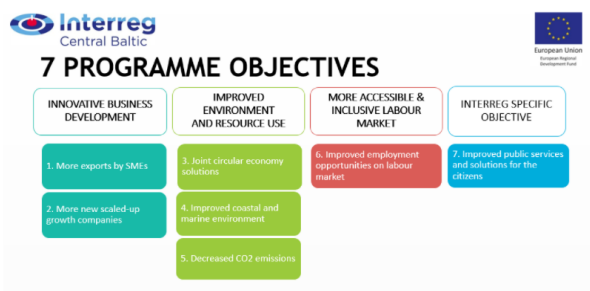 Interreg
Central Baltic
European Union
European Regional
Development Fund
7 PROGRAMME OBJECTIVES
INNOVATIVE BUSINESS
DEVELOPMENT
1. More exports by SMEs
2. More new scaled-up
growth companies
IMPROVED
ENVIRONMENT
AND RESOURCE USE
3. Joint circular economy
solutions
4. Improved coastal and
marine environment
5. Decreased CO2 emissions
MORE ACCESSIBLE &
INCLUSIVE LABOUR
MARKET
6. Improved employment
opportunities on labour
market
INTERREG SPECIFIC
OBJECTIVE
7. Improved public services
and solutions for the
citizens